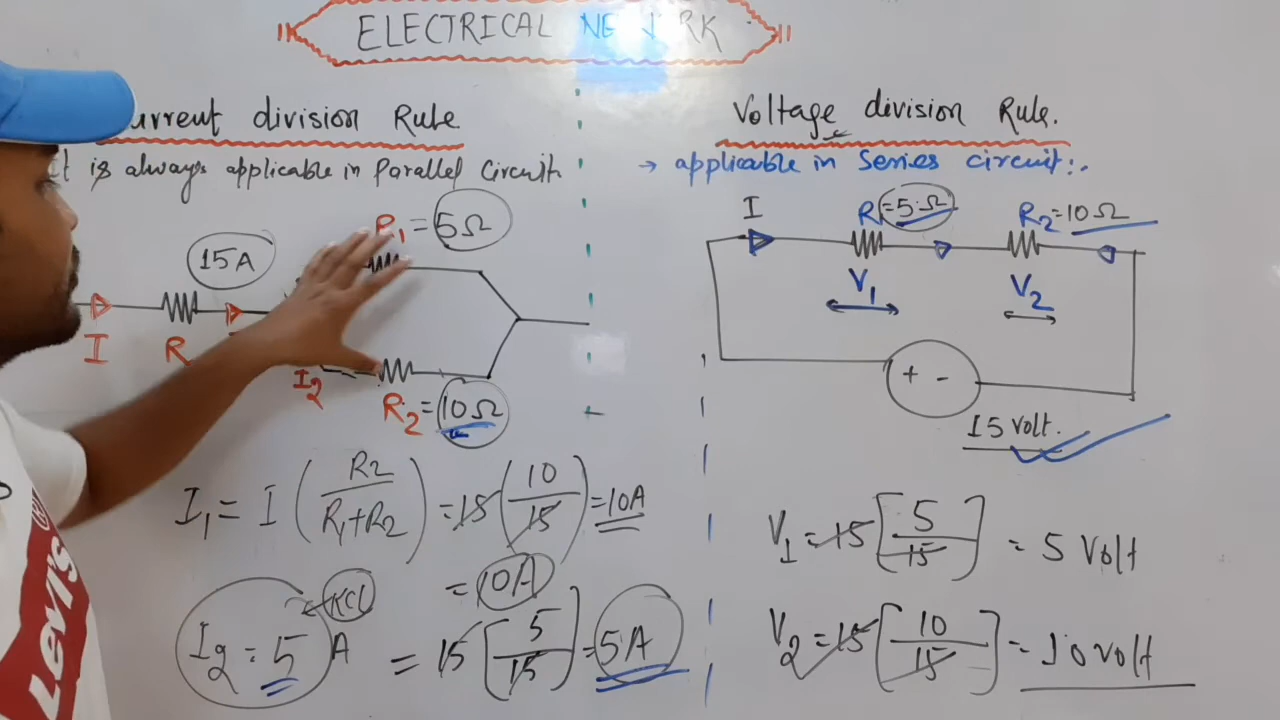 ELECTRICAL NE RK
urrent division Rule
t is always applicable in Parallel Circuit
R1 = 5Ω
15A
I
R
I2
R2 = 10Ω
I1 = I (R2 / R1+R2) = 15 (10 / 15) = 10A
= 10A
KCL
I2 = 5 A = 15 [5 / 15] = 5A
Voltage division Rule.
→ applicable in Series circuit:.
I
R =5Ω
R2=10Ω
V1
V2
+ -
15 volt.
V1 = 15 [5 / 15] = 5 Volt
V2 = 15 [10 / 15] = 10 volt
Levi's